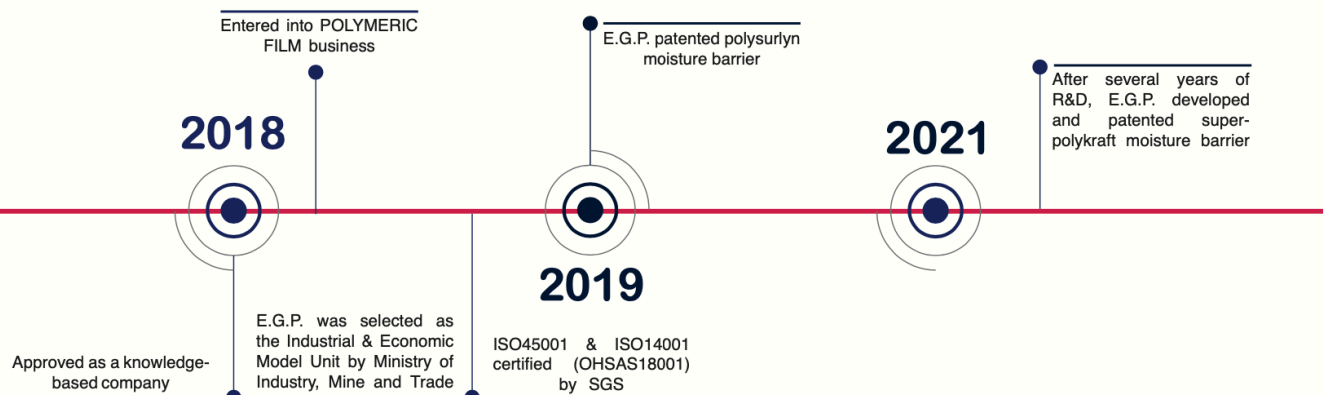 Entered into POLYMERIC
FILM business
2018
Approved as a knowledge-
based company
E.G.P. was selected as
the Industrial & Economic
Model Unit by Ministry of
Industry, Mine and Trade
E.G.P. patented polysurlyn
moisture barrier
2019
ISO45001 & ISO14001
certified (OHSAS18001)
by SGS
2021
After several years of
R&D, E.G.P. developed
and patented super-
polykraft moisture barrier